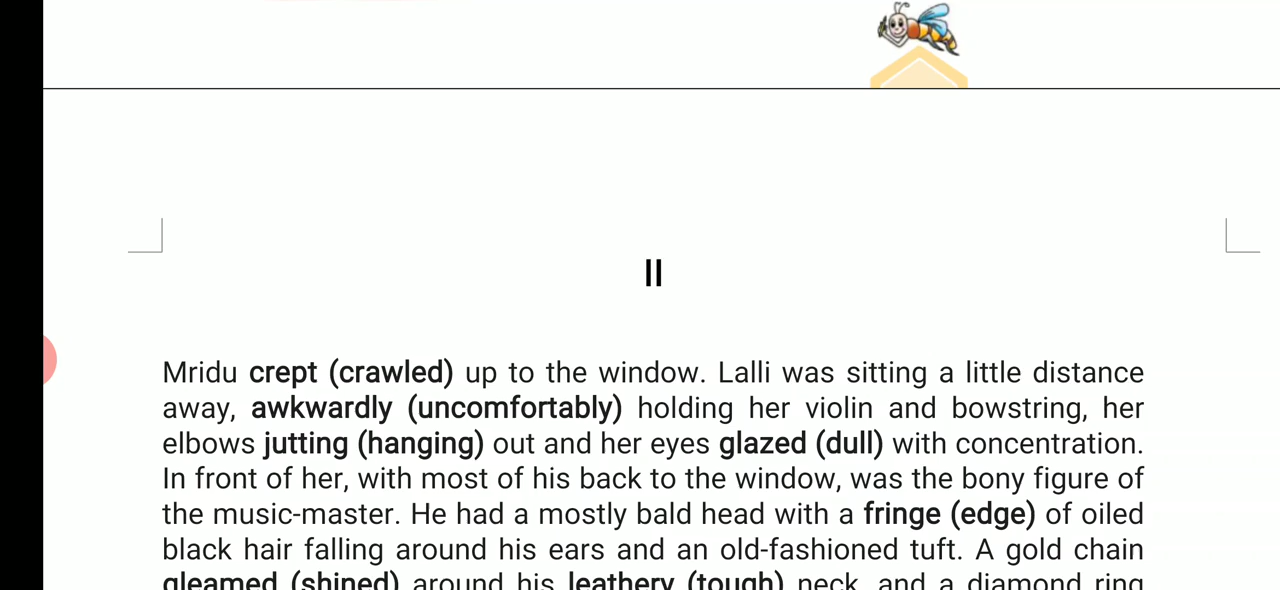 II
Mridu crept (crawled) up to the window. Lalli was sitting a little distance
away, awkwardly (uncomfortably) holding her violin and bowstring, her
elbows jutting (hanging) out and her eyes glazed (dull) with concentration.
In front of her, with most of his back to the window, was the bony figure of
the music-master. He had a mostly bald head with a fringe (edge) of oiled
black hair falling around his ears and an old-fashioned tuft. A gold chain
gleamed (shined) around his leathery (tough) neck, and a diamond ring